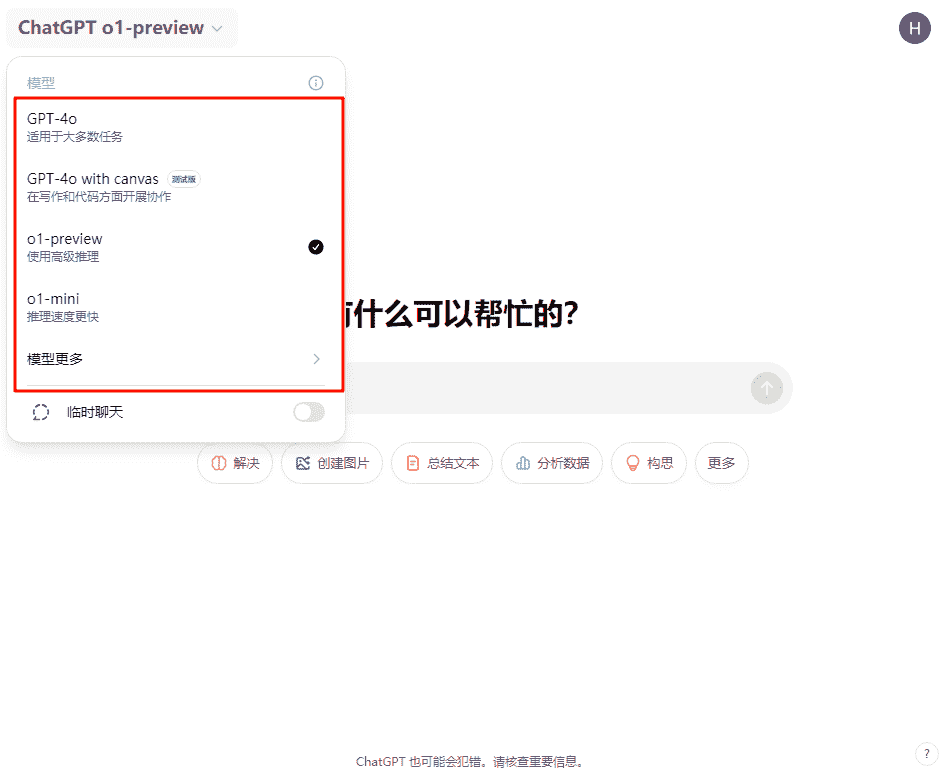 ChatGPT o1-preview
H
模型
GPT-4o
适用于大多数任务
GPT-4o with canvas 测试版
在写作和代码方面开展协作
o1-preview
使用高级推理
o1-mini
推理速度更快
模型更多
临时聊天
什么可以帮忙的？
解决 创建图片 总结文本 分析数据 构思 更多
ChatGPT 也可能会犯错。请核查重要信息。
?